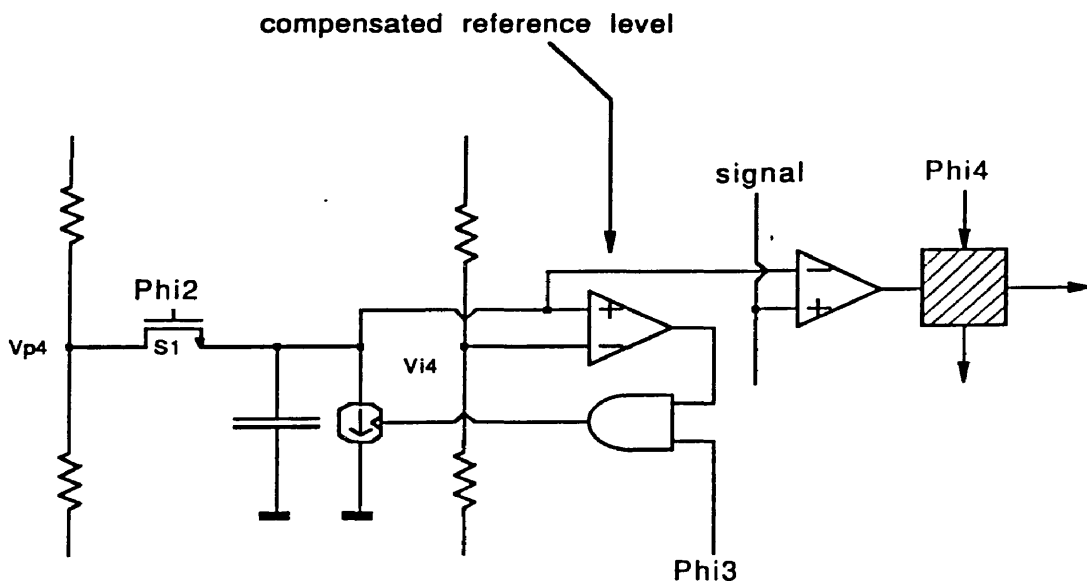 compensated reference level
signal
Phi4
Phi2
Vp4
S1
Vi4
+
−
−
+
Phi3